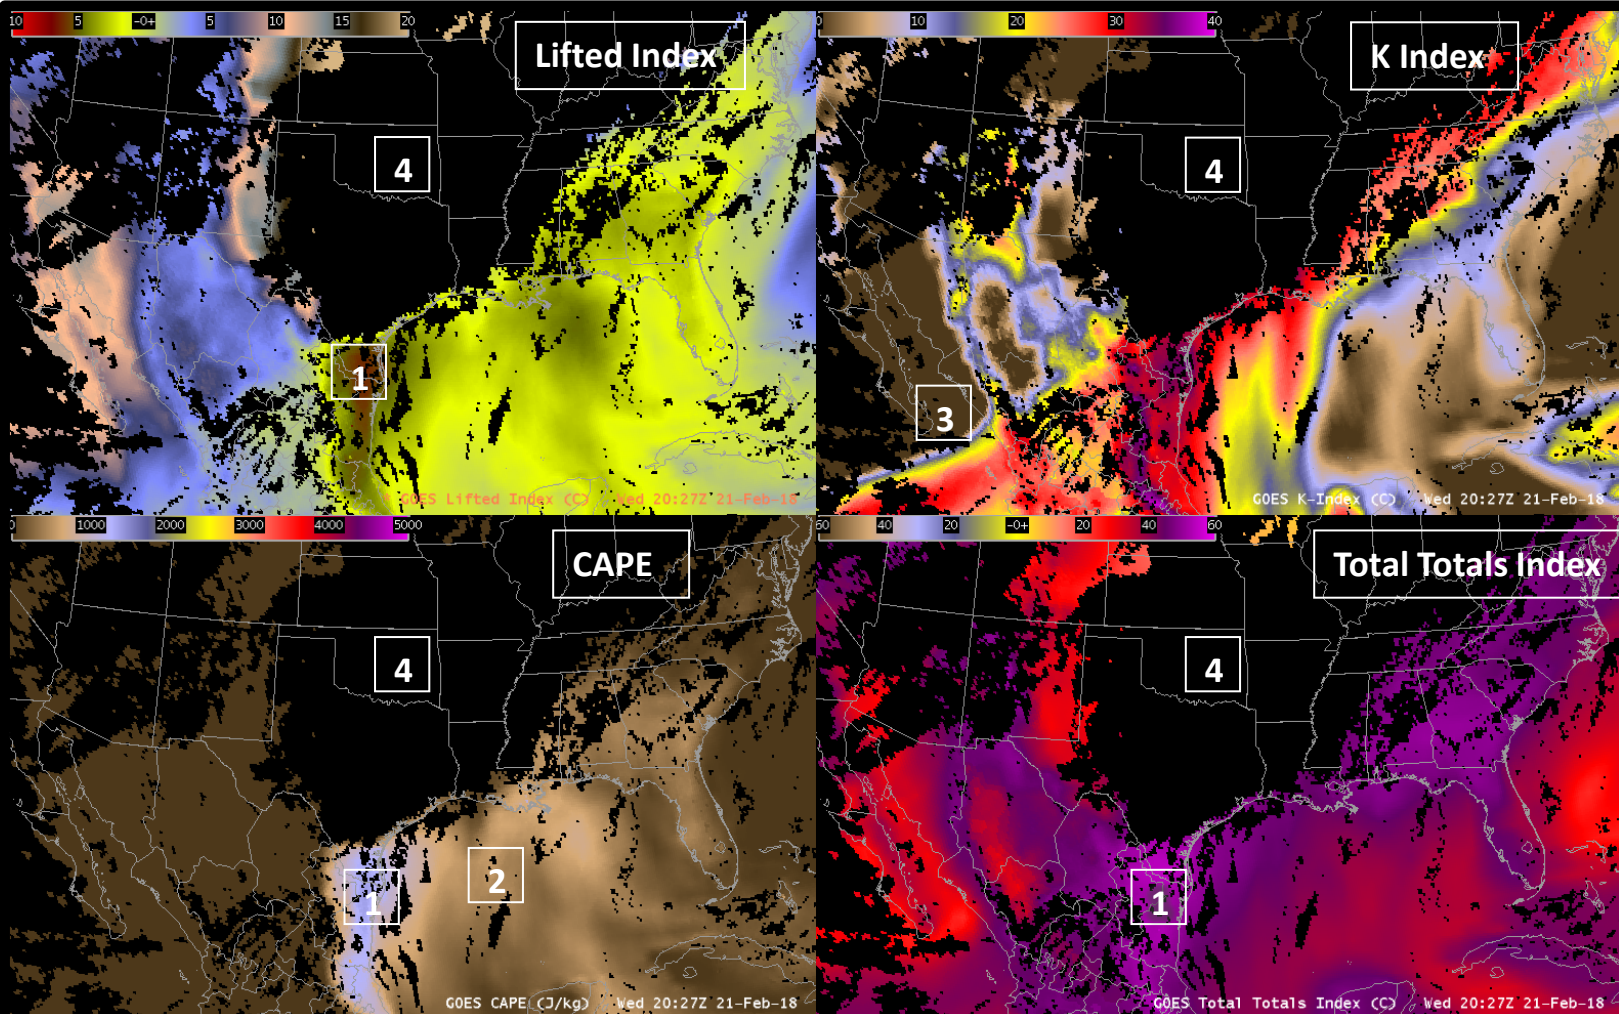 10 5 -0+ 5 10 15 20
Lifted Index
4
1
GOES Lifted Index (C) Wed 20:27Z 21-Feb-18
0 10 20 30 40
K Index
4
3
GOES K-Index (C) Wed 20:27Z 21-Feb-18
0 1000 2000 3000 4000 5000
CAPE
4
2
1
GOES CAPE (J/kg) Wed 20:27Z 21-Feb-18
60 40 20 -0+ 20 40 60
Total Totals Index
4
1
GOES Total Totals Index (C) Wed 20:27Z 21-Feb-18